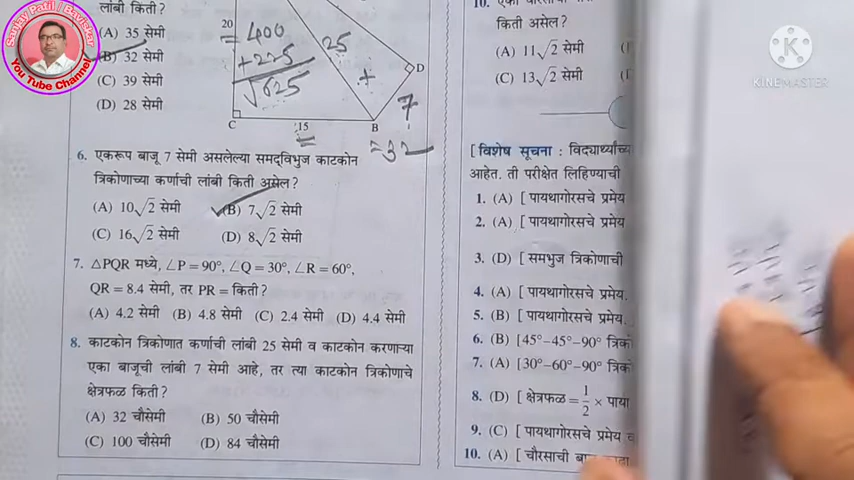 Sanjay Patil / Baviskar
You Tube Channel
लांबी किती?
(A) 35 सेमी
(B) 32 सेमी
(C) 39 सेमी
(D) 28 सेमी
20
= 400
+ 225
√625
25
+
D
7
C
15
B
= 32
6. एकरूप बाजू 7 सेमी असलेल्या समद्‌विभुज काटकोन
त्रिकोणाच्या कर्णाची लांबी किती असेल?
(A) 10√2 सेमी (B) 7√2 सेमी
(C) 16√2 सेमी (D) 8√2 सेमी
7. △PQR मध्ये, ∠P = 90°, ∠Q = 30°, ∠R = 60°,
QR = 8.4 सेमी, तर PR = किती?
(A) 4.2 सेमी (B) 4.8 सेमी (C) 2.4 सेमी (D) 4.4 सेमी
8. काटकोन त्रिकोणात कर्णाची लांबी 25 सेमी व काटकोन करणाऱ्या
एका बाजूची लांबी 7 सेमी आहे, तर त्या काटकोन त्रिकोणाचे
क्षेत्रफळ किती?
(A) 32 चौसेमी (B) 50 चौसेमी
(C) 100 चौसेमी (D) 84 चौसेमी
10.
किती असेल?
(A) 11√2 सेमी
(C) 13√2 सेमी
[ विशेष सूचना : विद्यार्थ्यांच्या
आहेत. ती परीक्षेत लिहिण्याची
1. (A) [ पायथागोरसचे प्रमेय
2. (A) [ पायथागोरसचे प्रमेय
3. (D) [ समभुज त्रिकोणाची
4. (A) [ पायथागोरसचे प्रमेय.
5. (B) [ पायथागोरसचे प्रमेय.
6. (B) [45°–45°–90°
7. (A) [30°–60°–90°
8. (D) [ क्षेत्रफळ = 1/2 × पाया
9. (C) [ पायथागोरसचे प्रमेय व
10. (A) [ चौरसाची
KINEMASTER